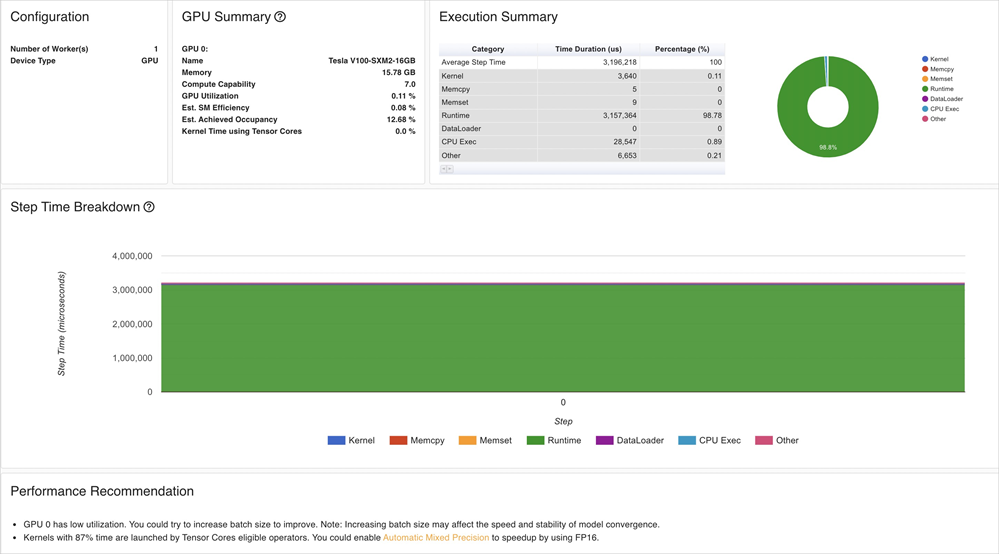 Configuration
Number of Worker(s) 1
Device Type GPU
GPU Summary
GPU 0:
Name Tesla V100-SXM2-16GB
Memory 15.78 GB
Compute Capability 7.0
GPU Utilization 0.11 %
Est. SM Efficiency 0.08 %
Est. Achieved Occupancy 12.68 %
Kernel Time using Tensor Cores 0.0 %
Execution Summary
Category Time Duration (us) Percentage (%)
Average Step Time 3,196,218 100
Kernel 3,640 0.11
Memcpy 5 0
Memset 9 0
Runtime 3,157,364 98.78
DataLoader 0 0
CPU Exec 28,547 0.89
Other 6,653 0.21
98.8%
Kernel
Memcpy
Memset
Runtime
DataLoader
CPU Exec
Other
Step Time Breakdown
Step Time (microseconds)
4,000,000
3,000,000
2,000,000
1,000,000
0
0
Step
Kernel Memcpy Memset Runtime DataLoader CPU Exec Other
Performance Recommendation
• GPU 0 has low utilization. You could try to increase batch size to improve. Note: Increasing batch size may affect the speed and stability of model convergence.
• Kernels with 87% time are launched by Tensor Cores eligible operators. You could enable Automatic Mixed Precision to speedup by using FP16.